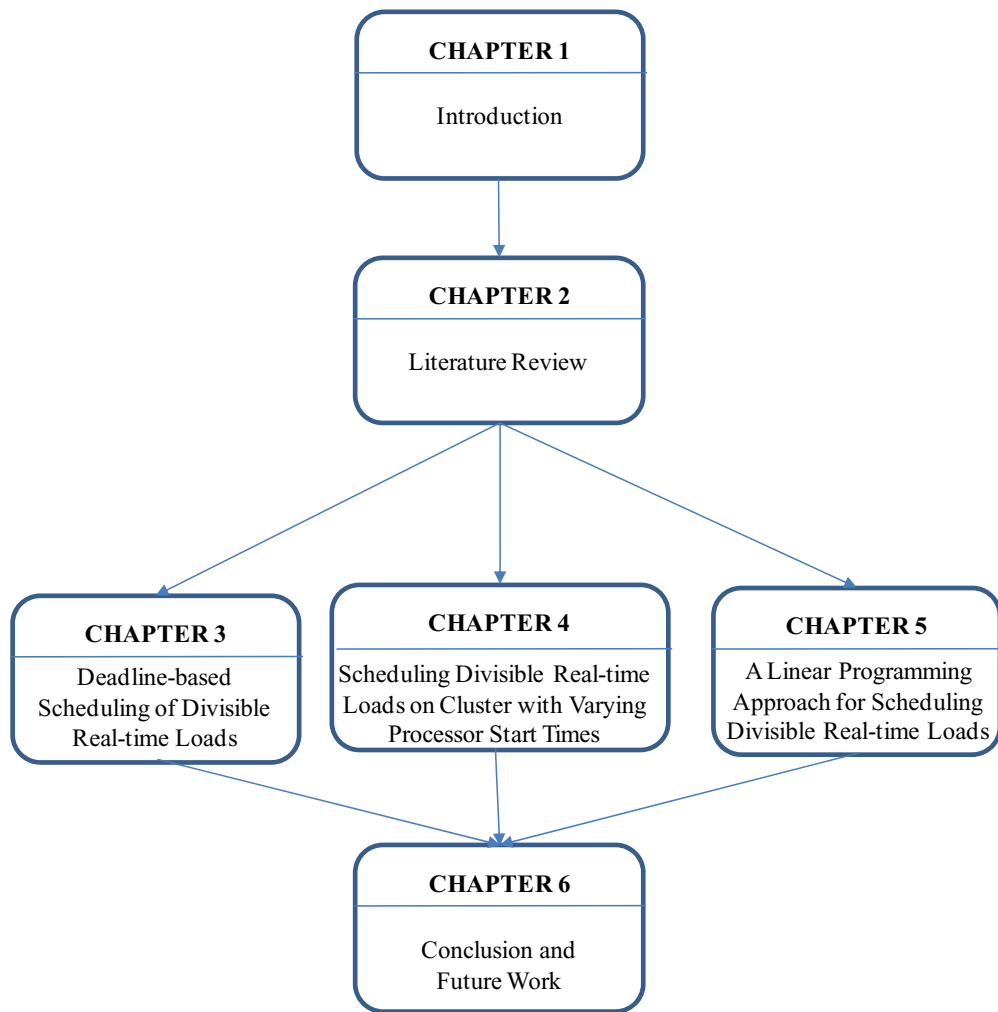 CHAPTER 1
Introduction
CHAPTER 2
Literature Review
CHAPTER 3
Deadline-based
Scheduling of Divisible
Real-time Loads
CHAPTER 4
Scheduling Divisible Real-time
Loads on Cluster with Varying
Processor Start Times
CHAPTER 5
A Linear Programming
Approach for Scheduling
Divisible Real-time Loads
CHAPTER 6
Conclusion and
Future Work